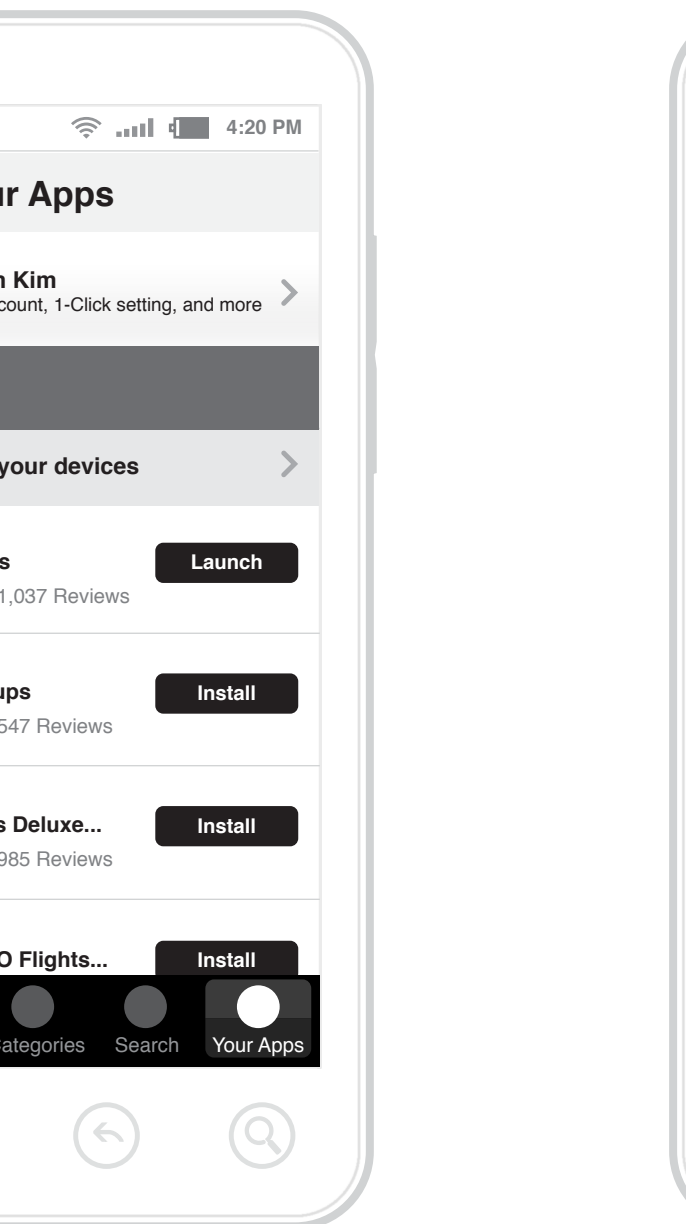 4:20 PM
ur Apps
n Kim
count, 1-Click setting, and more
your devices
s
Launch
1,037 Reviews
ups
Install
547 Reviews
s Deluxe...
Install
985 Reviews
O Flights...
Install
ategories Search Your Apps